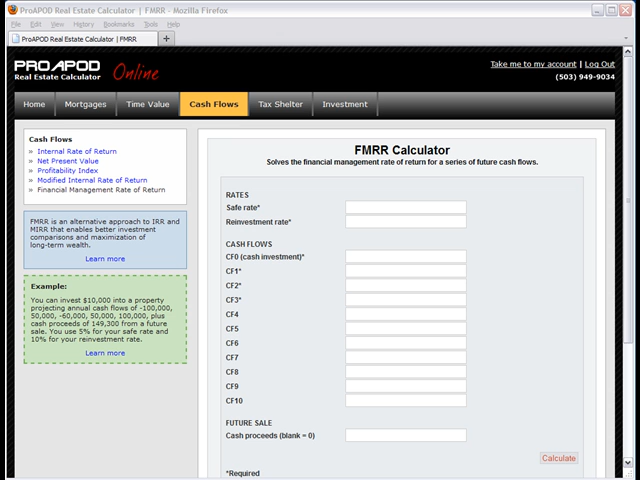 ProAPOD Real Estate Calculator | FMRR - Mozilla Firefox
File Edit View History Bookmarks Tools Help
ProAPOD Real Estate Calculator | FMRR
PROAPOD
Real Estate Calculator Online
Take me to my account | Log Out
(503) 949-9034
Home Mortgages Time Value Cash Flows Tax Shelter Investment
Cash Flows
» Internal Rate of Return
» Net Present Value
» Profitability Index
» Modified Internal Rate of Return
» Financial Management Rate of Return
FMRR is an alternative approach to IRR and
MIRR that enables better investment
comparisons and maximization of
long-term wealth.
Learn more
Example:
You can invest $10,000 into a property
projecting annual cash flows of -100,000,
50,000, -60,000, 50,000, 100,000, plus
cash proceeds of 149,300 from a future
sale. You use 5% for your safe rate and
10% for your reinvestment rate.
Learn more
FMRR Calculator
Solves the financial management rate of return for a series of future cash flows.
RATES
Safe rate*
Reinvestment rate*
CASH FLOWS
CF0 (cash investment)*
CF1*
CF2*
CF3*
CF4
CF5
CF6
CF7
CF8
CF9
CF10
FUTURE SALE
Cash proceeds (blank = 0)
Calculate
*Required